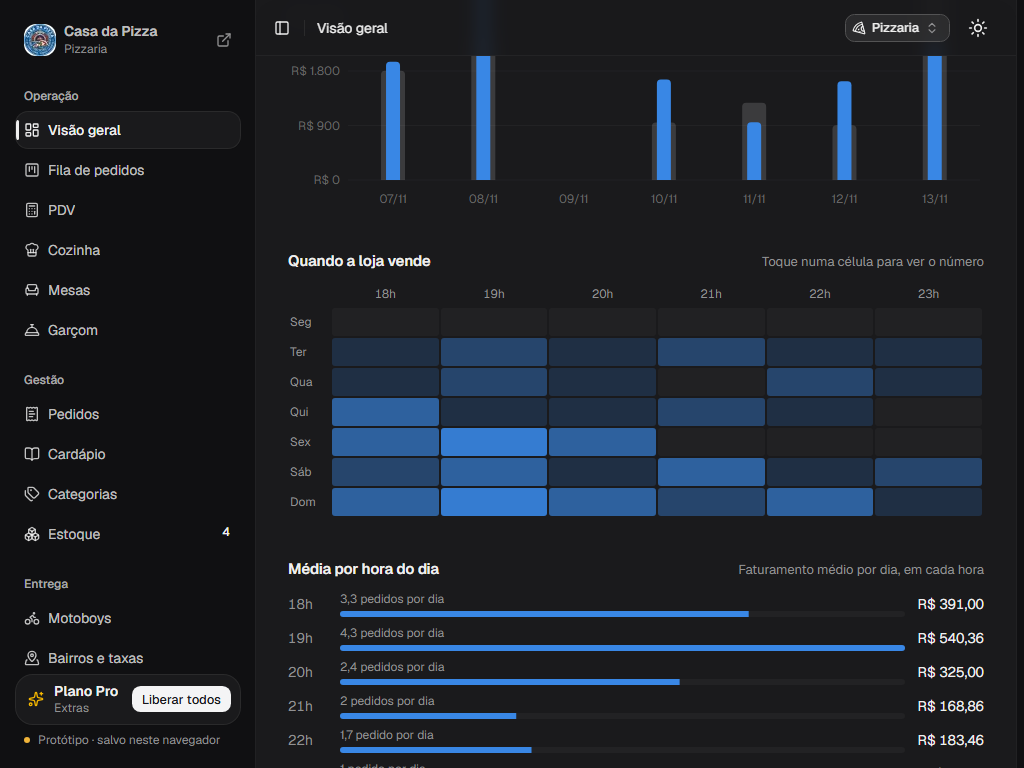 Casa da Pizza
Pizzaria
Operação
Visão geral
Fila de pedidos
PDV
Cozinha
Mesas
Garçom
Gestão
Pedidos
Cardápio
Categorias
Estoque 4
Entrega
Motoboys
Bairros e taxas
Plano Pro
Extras
Liberar todos
Protótipo · salvo neste navegador
Visão geral
Pizzaria
R$ 1.800
R$ 900
R$ 0
07/11 08/11 09/11 10/11 11/11 12/11 13/11
Quando a loja vende
Toque numa célula para ver o número
18h 19h 20h 21h 22h 23h
Seg
Ter
Qua
Qui
Sex
Sáb
Dom
Média por hora do dia
Faturamento médio por dia, em cada hora
18h 3,3 pedidos por dia R$ 391,00
19h 4,3 pedidos por dia R$ 540,36
20h 2,4 pedidos por dia R$ 325,00
21h 2 pedidos por dia R$ 168,86
22h 1,7 pedido por dia R$ 183,46